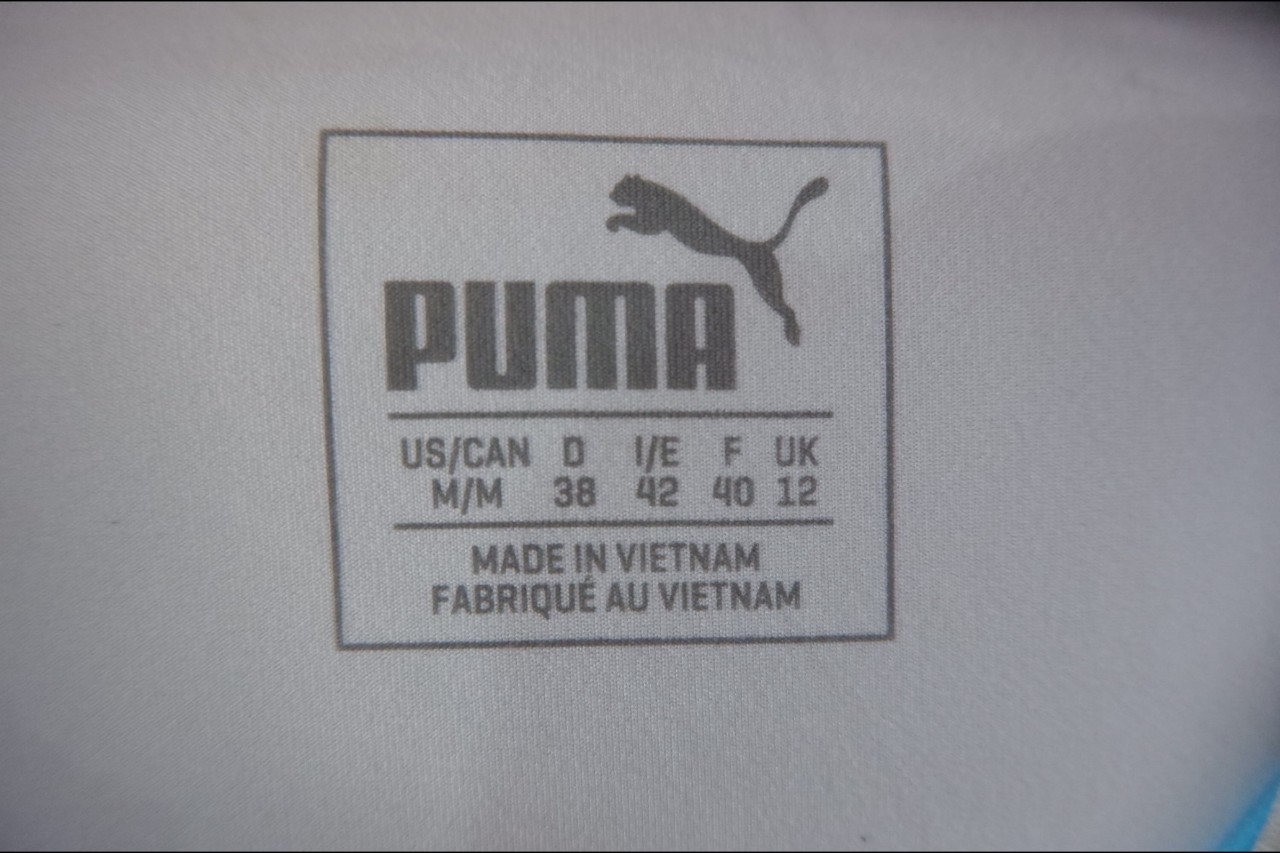 PUMA
US/CAN D I/E F UK
M/M 38 42 40 12
MADE IN VIETNAM
FABRIQUÉ AU VIETNAM